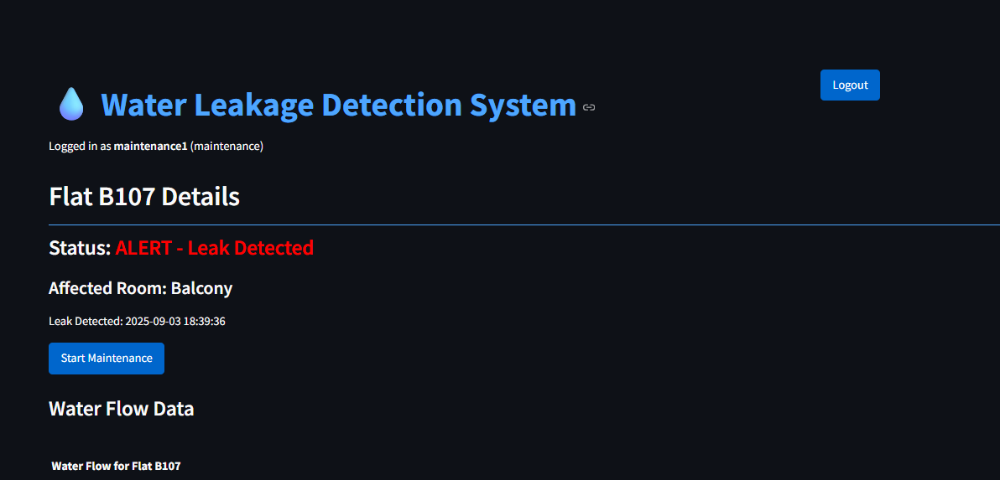 Logout
Water Leakage Detection System
Logged in as maintenance1 (maintenance)
Flat B107 Details
Status: ALERT - Leak Detected
Affected Room: Balcony
Leak Detected: 2025-09-03 18:39:36
Start Maintenance
Water Flow Data
Water Flow for Flat B107